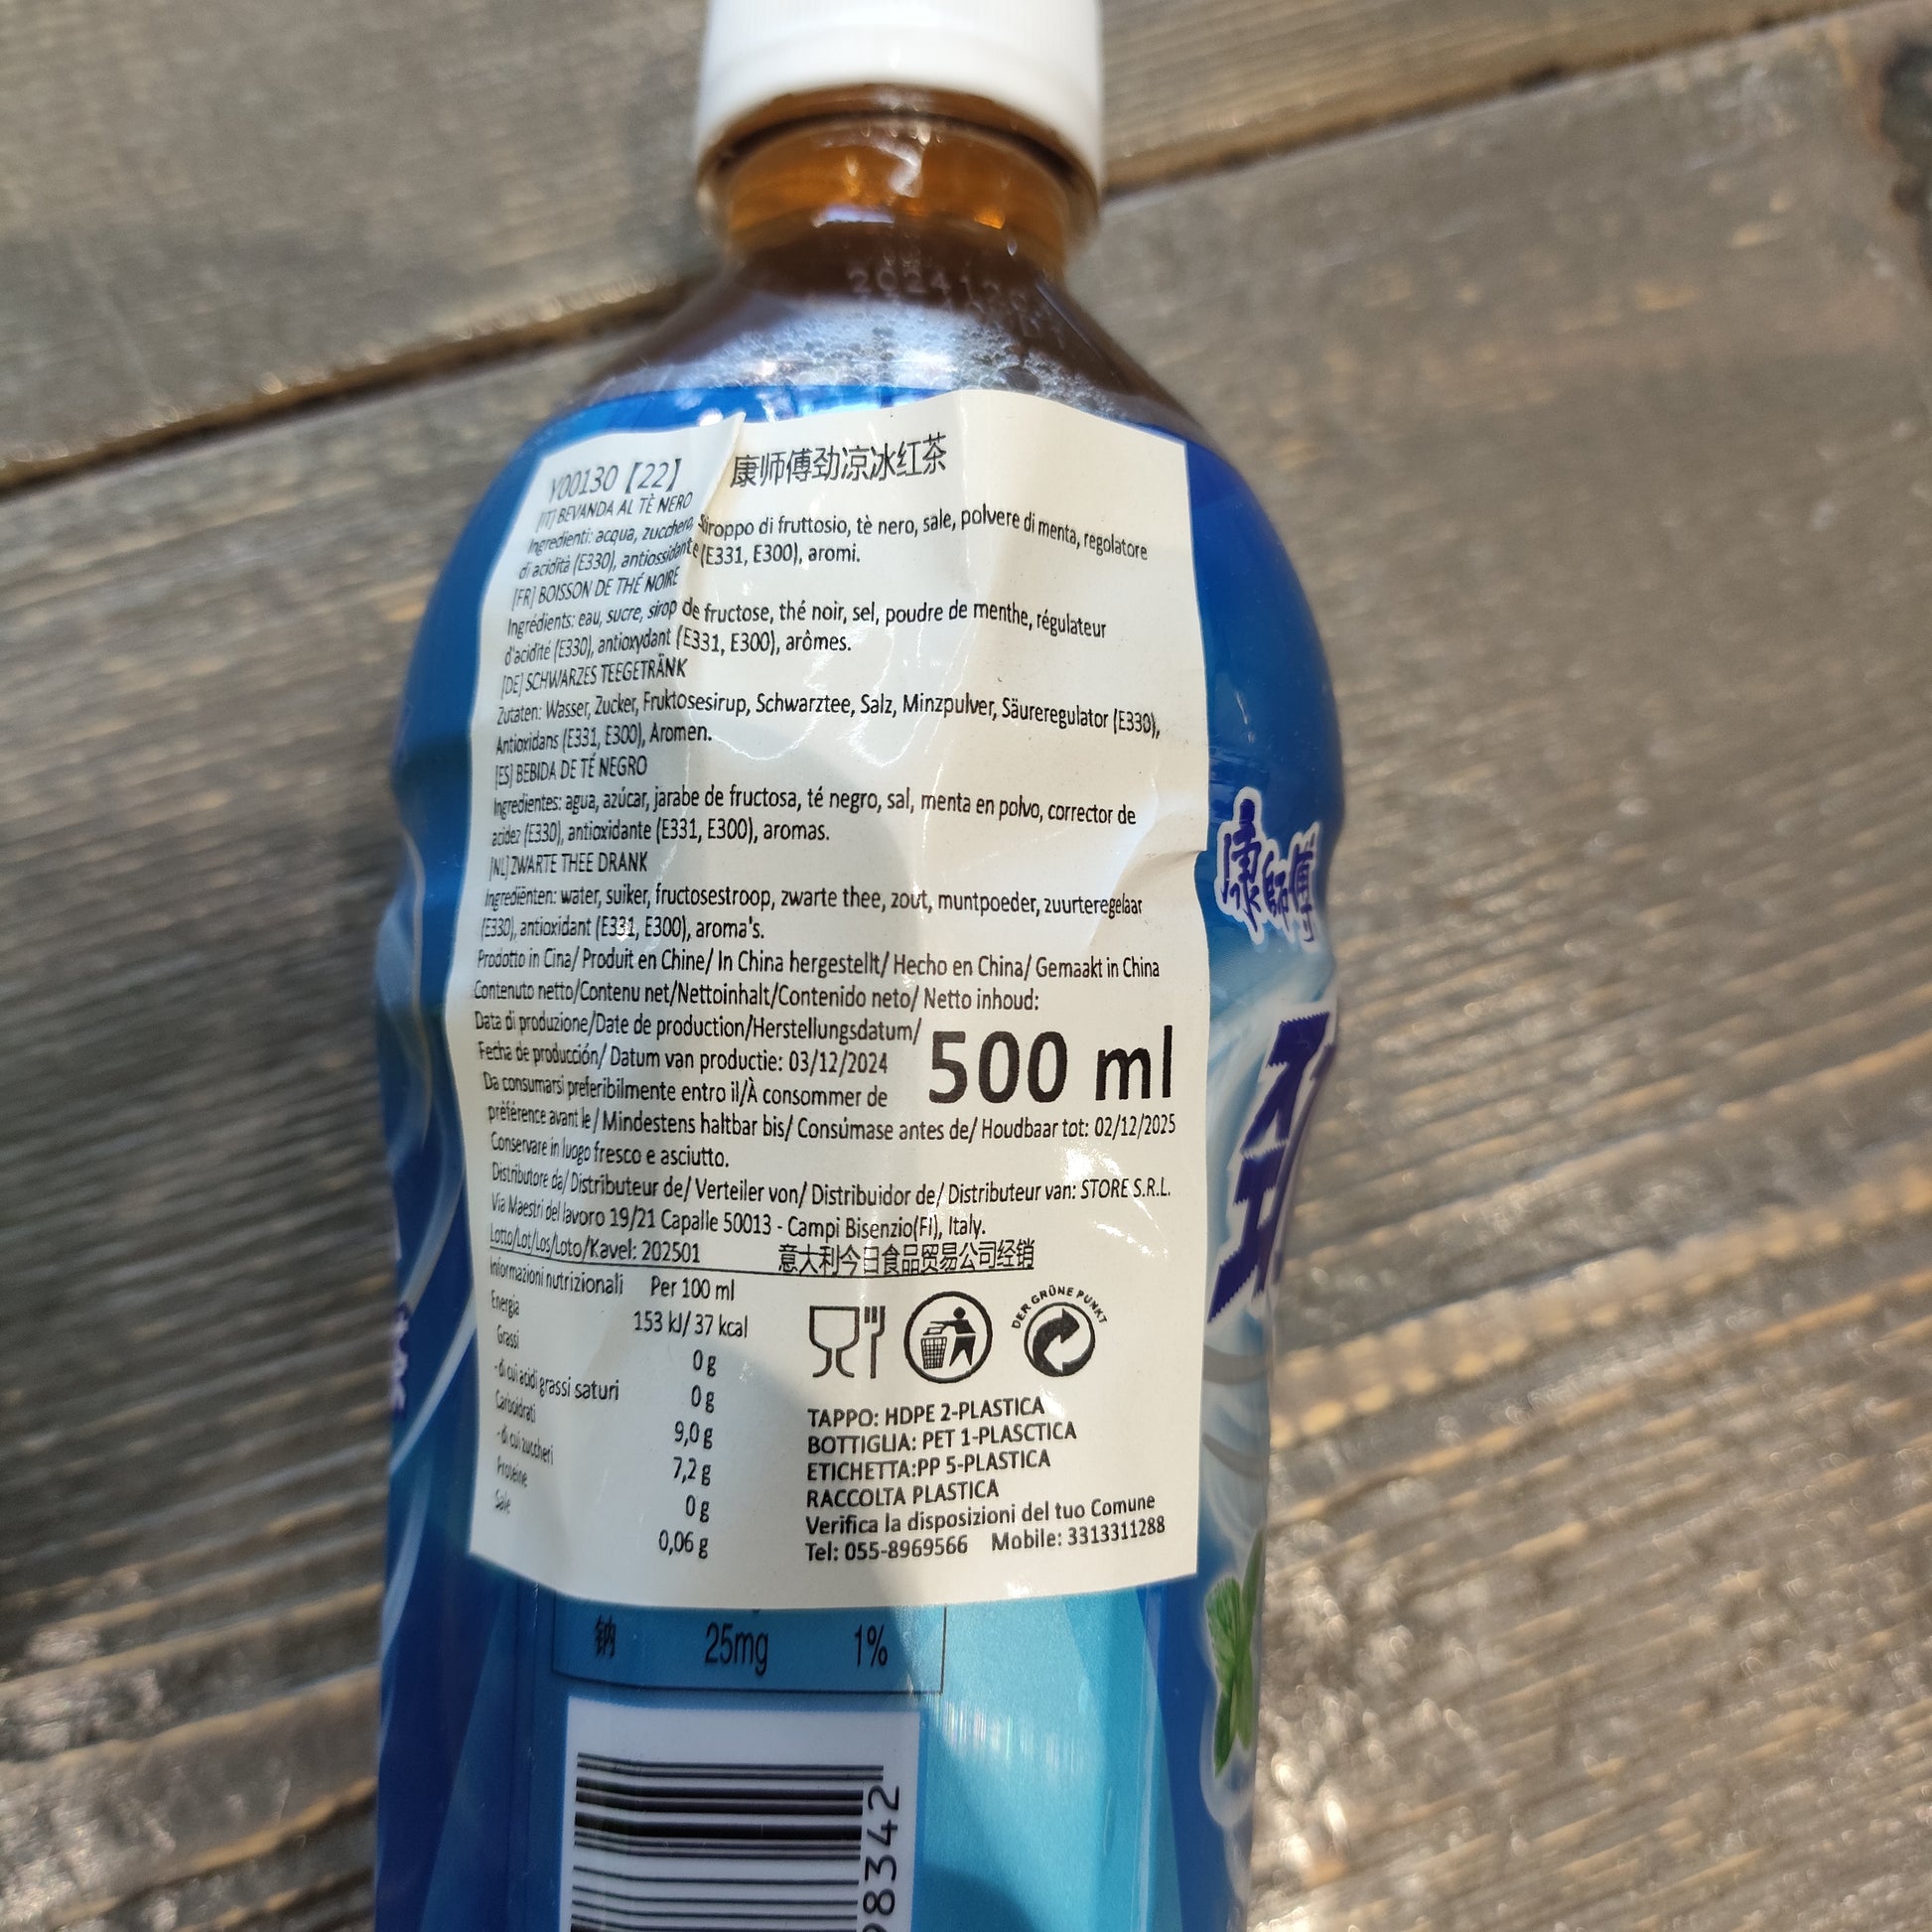 Y00130【22】 康师傅劲凉冰红茶
[IT] BEVANDA AL TÈ NERO
Ingredienti: acqua, zucchero, Sciroppo di fruttosio, tè nero, sale, polvere di menta, regolatore
di acidità (E330), antiossidante (E331, E300), aromi.
[FR] BOISSON DE THÉ NOIRE
Ingrédients: eau, sucre, sirop de fructose, thé noir, sel, poudre de menthe, régulateur
d'acidité (E330), antioxydant (E331, E300), arômes.
[DE] SCHWARZES TEEGETRÄNK
Zutaten: Wasser, Zucker, Fruktosesirup, Schwarztee, Salz, Minzpulver, Säureregulator (E330),
Antioxidans (E331, E300), Aromen.
[ES] BEBIDA DE TÉ NEGRO
Ingredientes: agua, azúcar, jarabe de fructosa, té negro, sal, menta en polvo, corrector de
acidez (E330), antioxidante (E331, E300), aromas.
[NL] ZWARTE THEE DRANK
Ingrediënten: water, suiker, fructosestroop, zwarte thee, zout, muntpoeder, zuurteregelaar
(E330), antioxidant (E331, E300), aroma's.
Prodotto in Cina/ Produit en Chine/ In China hergestellt/ Hecho en China/ Gemaakt in China
Contenuto netto/Contenu net/Nettoinhalt/Contenido neto/ Netto inhoud:
500 ml
Data di produzione/Date de production/Herstellungsdatum/
Fecha de producción/ Datum van productie: 03/12/2024
Da consumarsi preferibilmente entro il/À consommer de
préférence avant le/ Mindestens haltbar bis/ Consúmase antes de/ Houdbaar tot: 02/12/2025
Conservare in luogo fresco e asciutto.
Distributore da/ Distributeur de/ Verteiler von/ Distribuidor de/ Distributeur van: STORE S.R.L.
Via Maestri del lavoro 19/21 Capalle 50013 - Campi Bisenzio(FI), Italy.
Lotto/Lot/Los/Loto/Kavel: 202501 意大利今日食品贸易公司经销
Informazioni nutrizionali Per 100 ml
Energia 153 kJ/ 37 kcal
Grassi 0 g
- di cui acidi grassi saturi 0 g
Carboidrati 9,0 g
- di cui zuccheri 7,2 g
Proteine 0 g
Sale 0,06 g
DER GRÜNE PUNKT
TAPPO: HDPE 2-PLASTICA
BOTTIGLIA: PET 1-PLASCTICA
ETICHETTA:PP 5-PLASTICA
RACCOLTA PLASTICA
Verifica la disposizioni del tuo Comune
Tel: 055-8969566 Mobile: 3313311288
钠 25mg 1%
8342
康師傅